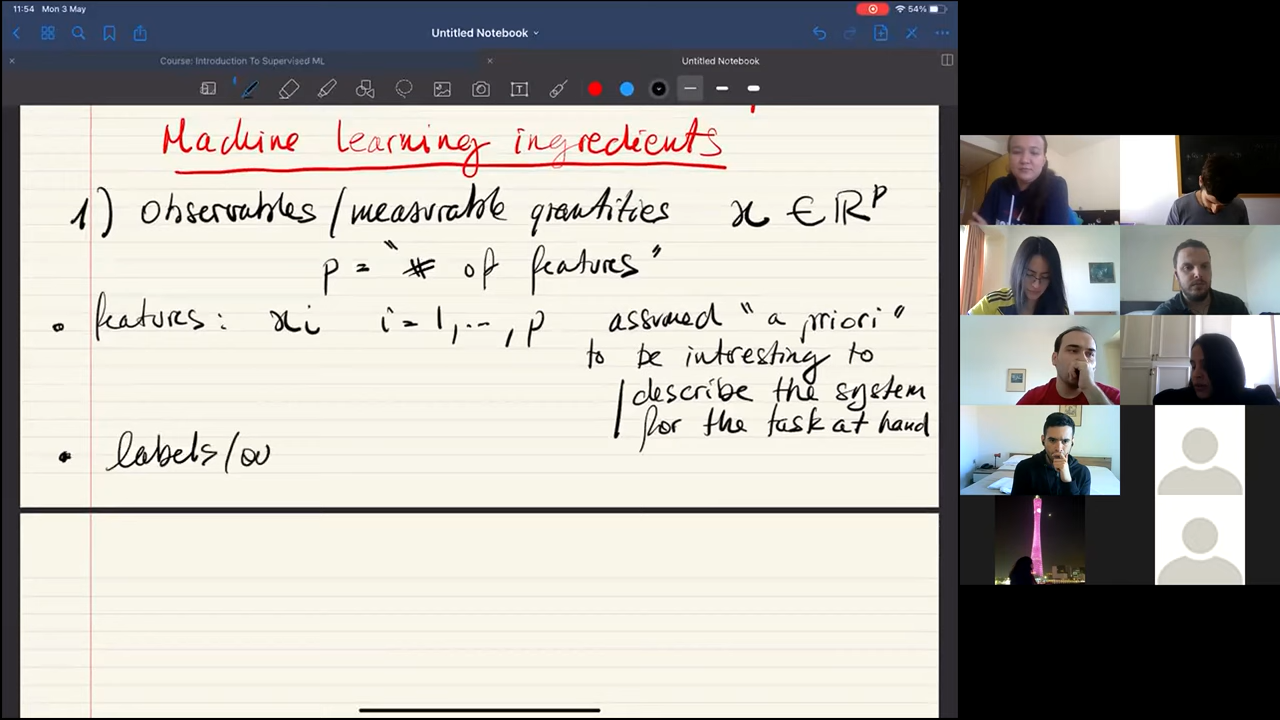 11:54 Mon 3 May
54%
Untitled Notebook
Course: Introduction To Supervised ML
Untitled Notebook
Machine learning ingredients
1) Observables/measurable quantities x ∈ ℝᵖ
p = "# of features"
• features: xᵢ i = 1, ..., p assumed "a priori"
to be intresting to
describe the system
for the task at hand
• labels/ou